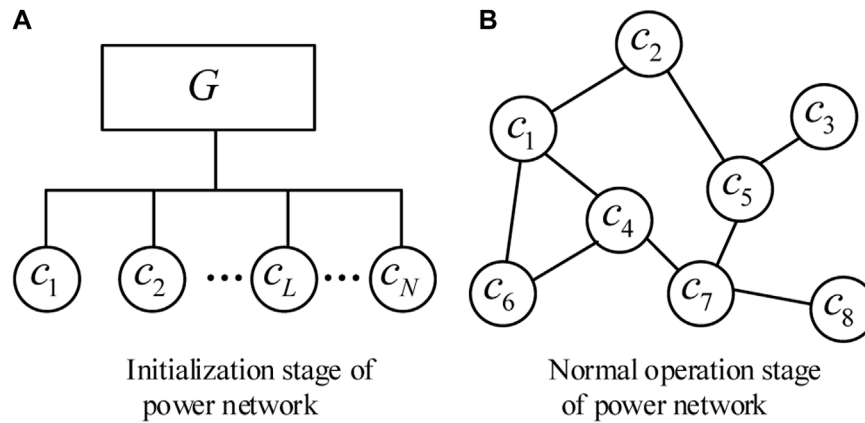 A
G
c1 c2 ... cL ... cN
Initialization stage of
power network
B
c2
c3
c1
c5
c4
c6
c7
c8
Normal operation stage
of power network